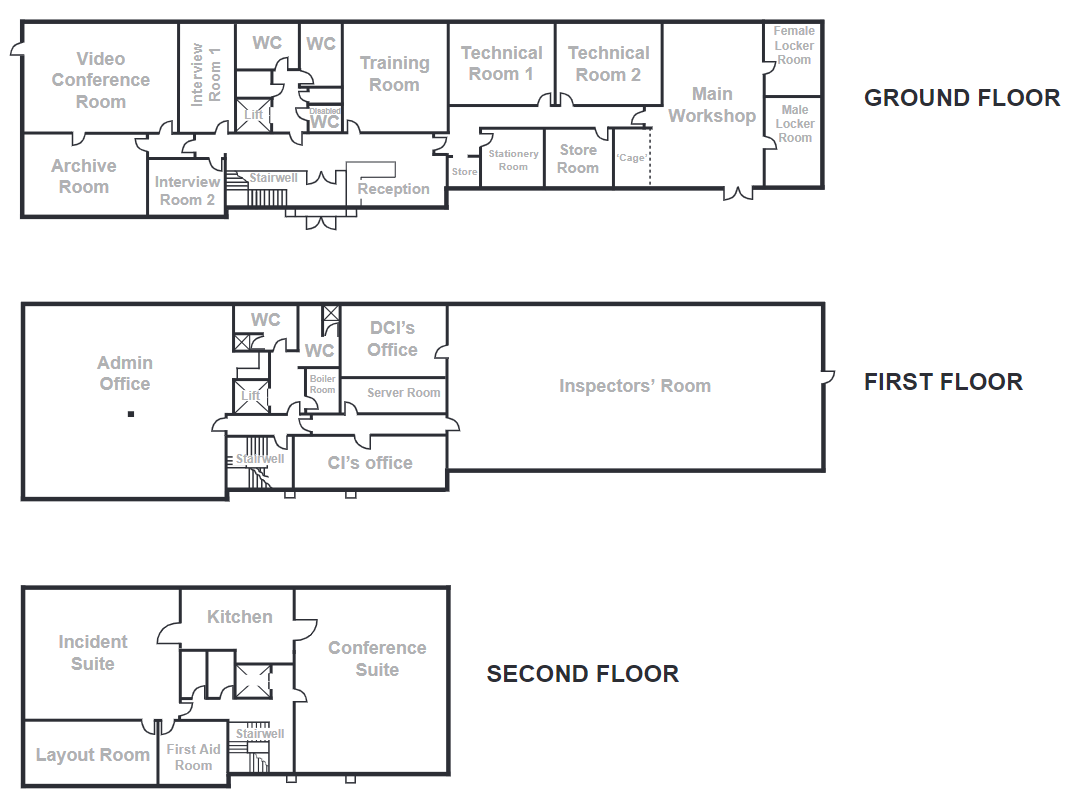 Video
Conference
Room
Interview
Room 1
WC
WC
Lift
Disabled
WC
Training
Room
Technical
Room 1
Technical
Room 2
Main
Workshop
Female
Locker
Room
Male
Locker
Room
GROUND FLOOR
Archive
Room
Interview
Room 2
Stairwell
Reception
Store
Stationery
Room
Store
Room
'Cage'
Admin
Office
WC
WC
DCI's
Office
Boiler
Room
Server Room
Lift
Inspectors' Room
FIRST FLOOR
Stairwell
CI's office
Incident
Suite
Kitchen
Conference
Suite
SECOND FLOOR
Layout Room
First Aid
Room
Stairwell